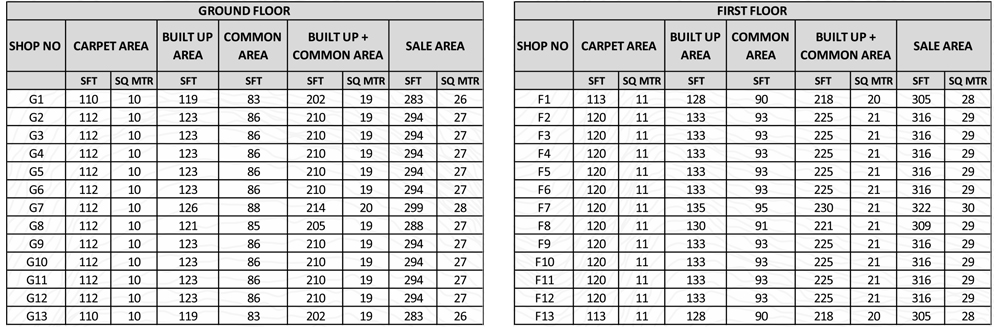 GROUND FLOOR
SHOP NO CARPET AREA BUILT UP AREA COMMON AREA BUILT UP + COMMON AREA SALE AREA
SFT SQ MTR SFT SFT SFT SQ MTR SFT SQ MTR
G1 110 10 119 83 202 19 283 26
G2 112 10 123 86 210 19 294 27
G3 112 10 123 86 210 19 294 27
G4 112 10 123 86 210 19 294 27
G5 112 10 123 86 210 19 294 27
G6 112 10 123 86 210 19 294 27
G7 112 10 126 88 214 20 299 28
G8 112 10 121 85 205 19 288 27
G9 112 10 123 86 210 19 294 27
G10 112 10 123 86 210 19 294 27
G11 112 10 123 86 210 19 294 27
G12 112 10 123 86 210 19 294 27
G13 110 10 119 83 202 19 283 26
FIRST FLOOR
SHOP NO CARPET AREA BUILT UP AREA COMMON AREA BUILT UP + COMMON AREA SALE AREA
SFT SQ MTR SFT SFT SFT SQ MTR SFT SQ MTR
F1 113 11 128 90 218 20 305 28
F2 120 11 133 93 225 21 316 29
F3 120 11 133 93 225 21 316 29
F4 120 11 133 93 225 21 316 29
F5 120 11 133 93 225 21 316 29
F6 120 11 133 93 225 21 316 29
F7 120 11 135 95 230 21 322 30
F8 120 11 130 91 221 21 309 29
F9 120 11 133 93 225 21 316 29
F10 120 11 133 93 225 21 316 29
F11 120 11 133 93 225 21 316 29
F12 120 11 133 93 225 21 316 29
F13 113 11 128 90 218 20 305 28